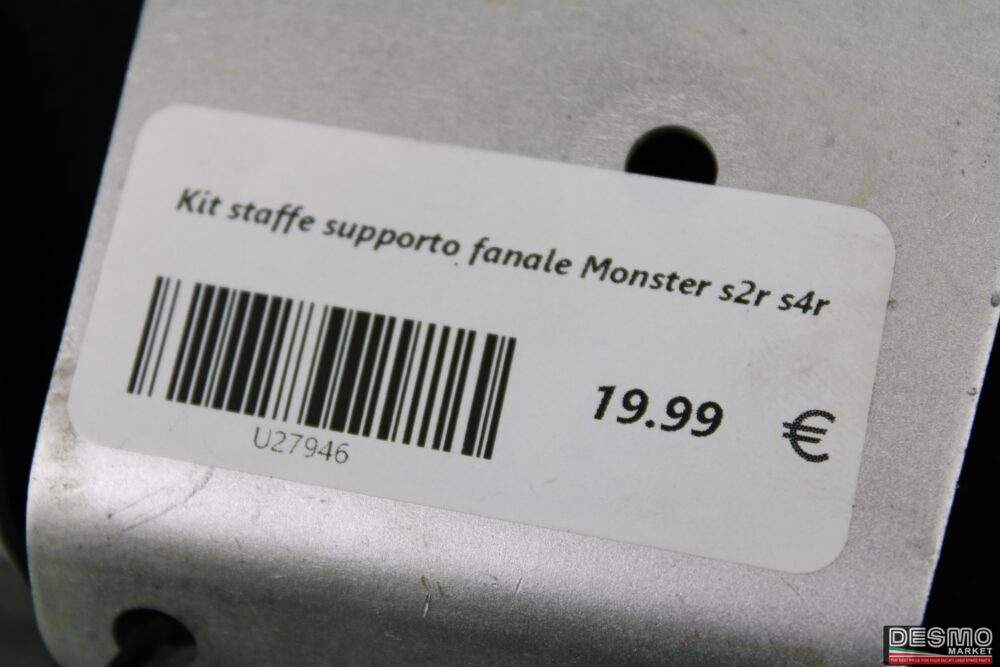 Kit staffe supporto fanale Monster s2r s4r
19.99 €
U27946
DESMO
MARKET